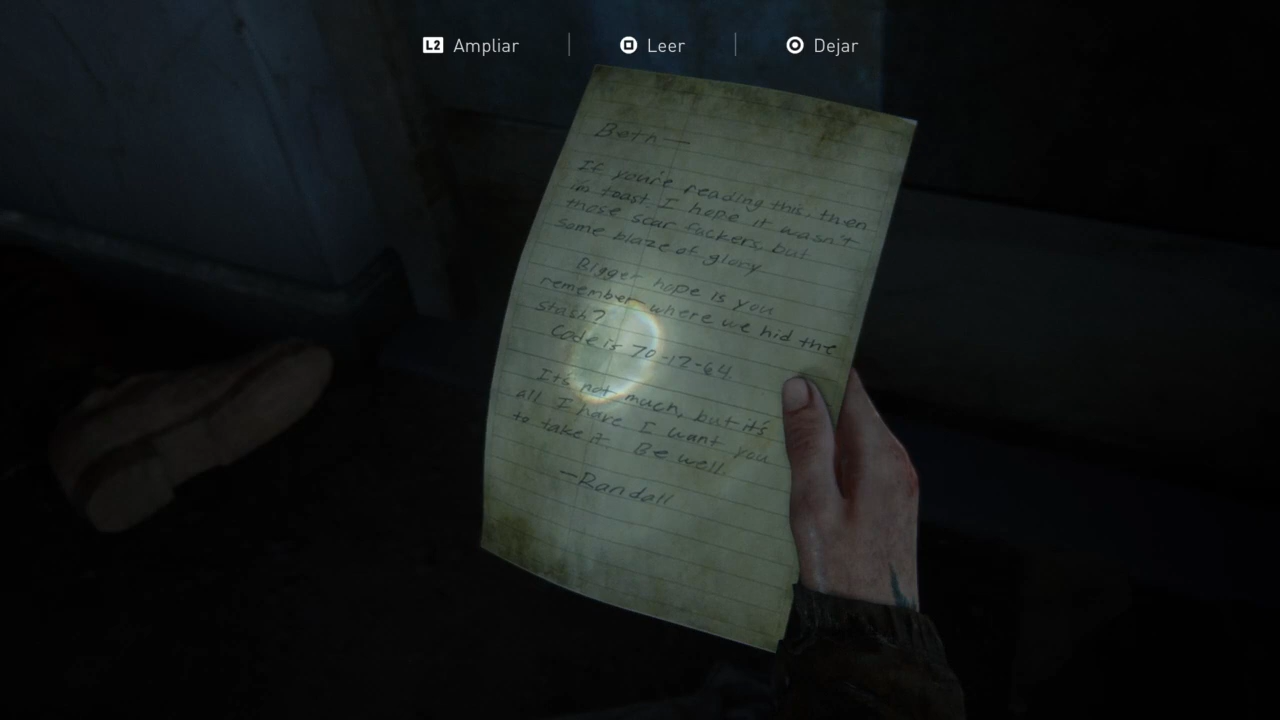 L2 Ampliar Leer Dejar
Beth—
If you're reading this, then
i'm toast. I hope it wasn't
those scar fuckers, but
some blaze of glory
Bigger hope is you
remember where we hid the
stash?
Code is 70-12-64.
It's not much, but it's
all I have I want you
to take it Be well.
—Randall